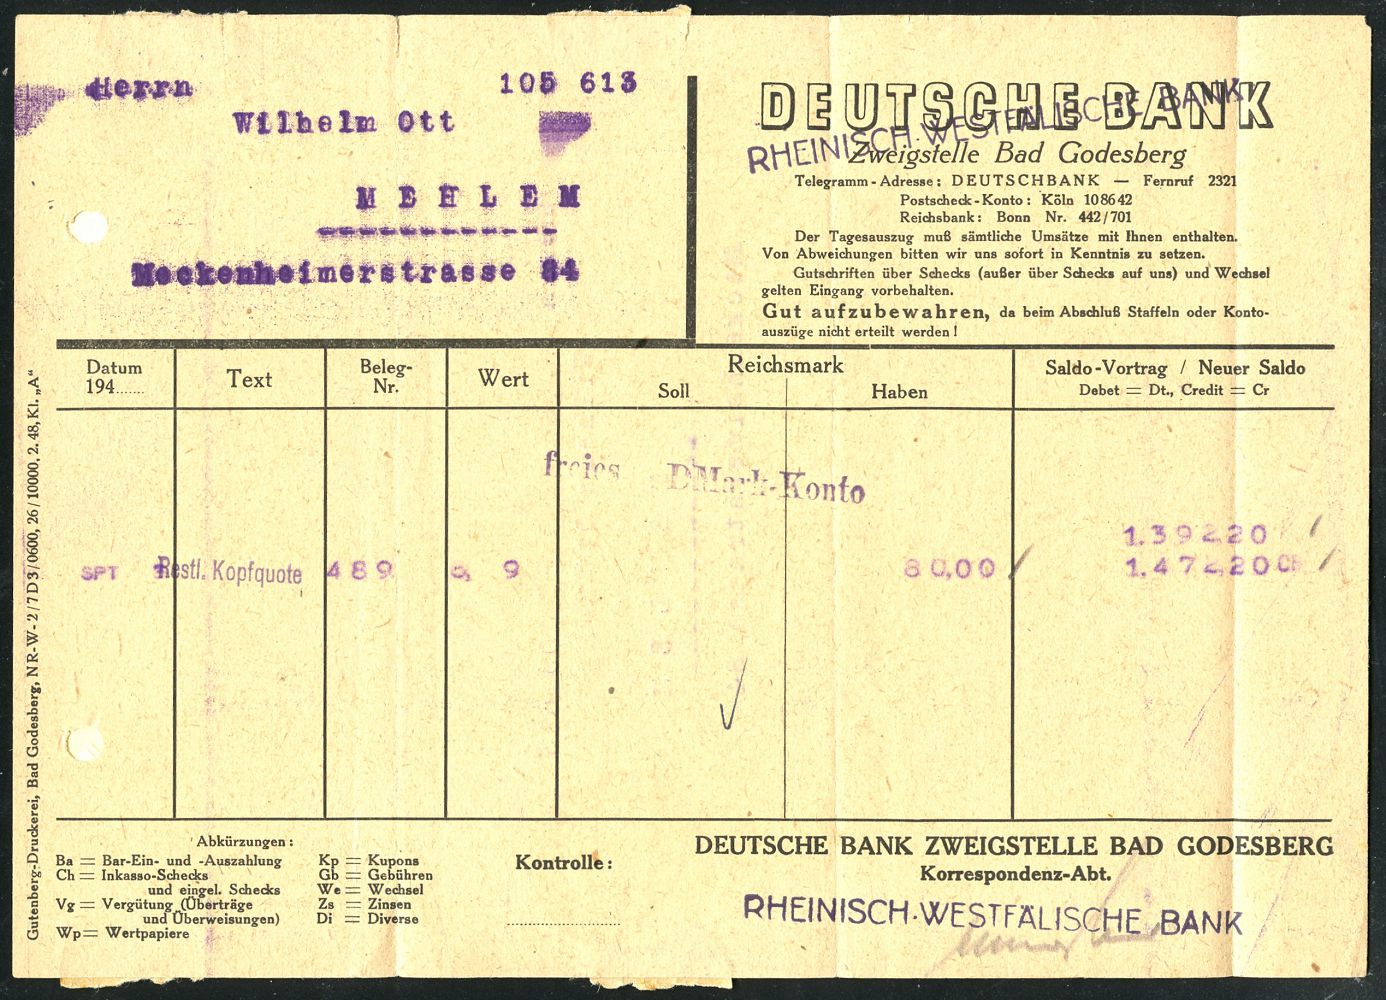 Herrn
105 613
Wilhelm Ott
MEHLEM
Meckenheimerstrasse 84
DEUTSCHE BANK
RHEINISCH-WESTFÄLISCHE BANK
Zweigstelle Bad Godesberg
Telegramm-Adresse: DEUTSCHBANK — Fernruf 2321
Postscheck-Konto: Köln 108642
Reichsbank: Bonn Nr. 442/701
Der Tagesauszug muß sämtliche Umsätze mit Ihnen enthalten.
Von Abweichungen bitten wir uns sofort in Kenntnis zu setzen.
Gutschriften über Schecks (außer über Schecks auf uns) und Wechsel
gelten Eingang vorbehalten.
Gut aufzubewahren, da beim Abschluß Staffeln oder Konto-
auszüge nicht erteilt werden!
Datum
194......
Text
Beleg-
Nr.
Wert
Reichsmark
Soll
Haben
Saldo-Vortrag / Neuer Saldo
Debet = Dt., Credit = Cr
freies DMark-Konto
1.392.20
SPT Restl. Kopfquote 489 9 80,00 1.472,20 CR
Abkürzungen:
Ba = Bar-Ein- und -Auszahlung
Ch = Inkasso-Schecks
und eingel. Schecks
Vg = Vergütung (Überträge
und Überweisungen)
Wp = Wertpapiere
Kp = Kupons
Gb = Gebühren
We = Wechsel
Zs = Zinsen
Di = Diverse
Kontrolle:
DEUTSCHE BANK ZWEIGSTELLE BAD GODESBERG
Korrespondenz-Abt.
RHEINISCH-WESTFÄLISCHE BANK
Gutenberg-Druckerei, Bad Godesberg, NR-W-2/7D3/0600, 26/10000, 2. 48, Kl. „A"